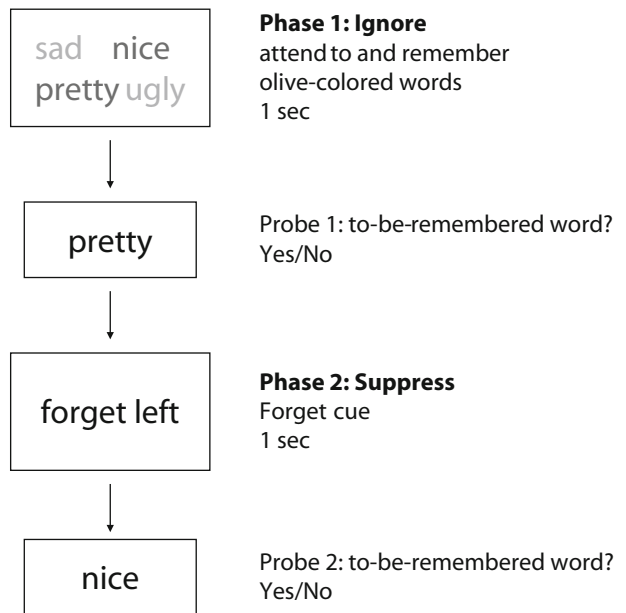 sad nice
pretty ugly
Phase 1: Ignore
attend to and remember
olive-colored words
1 sec
pretty
Probe 1: to-be-remembered word?
Yes/No
forget left
Phase 2: Suppress
Forget cue
1 sec
nice
Probe 2: to-be-remembered word?
Yes/No